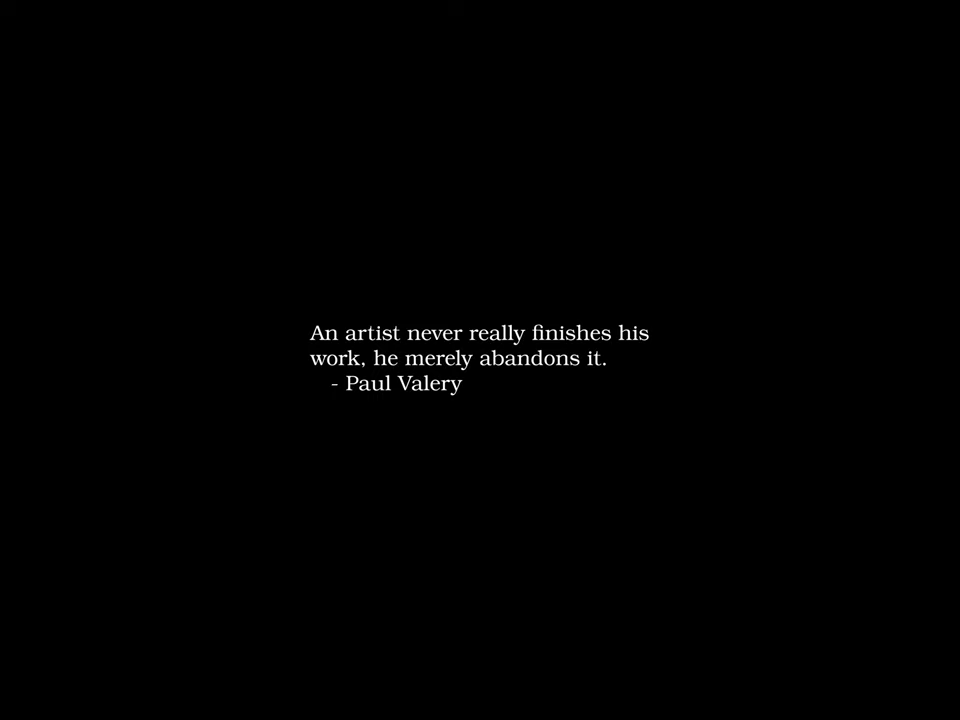 An artist never really finishes his
work, he merely abandons it.
- Paul Valery